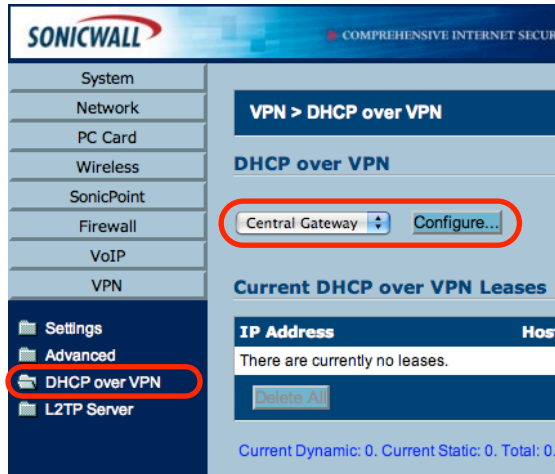 SONICWALL
COMPREHENSIVE INTERNET
System
Network
PC Card
Wireless
SonicPoint
Firewall
VoIP
VPN
Settings
Advanced
DHCP over VPN
L2TP Server
VPN > DHCP over VPN
DHCP over VPN
Central Gateway
Configure...
Current DHCP over VPN Leases
IP Address
There are currently no leases.
Delete All
Current Dynamic: 0. Current Static: 0. Total: 0.